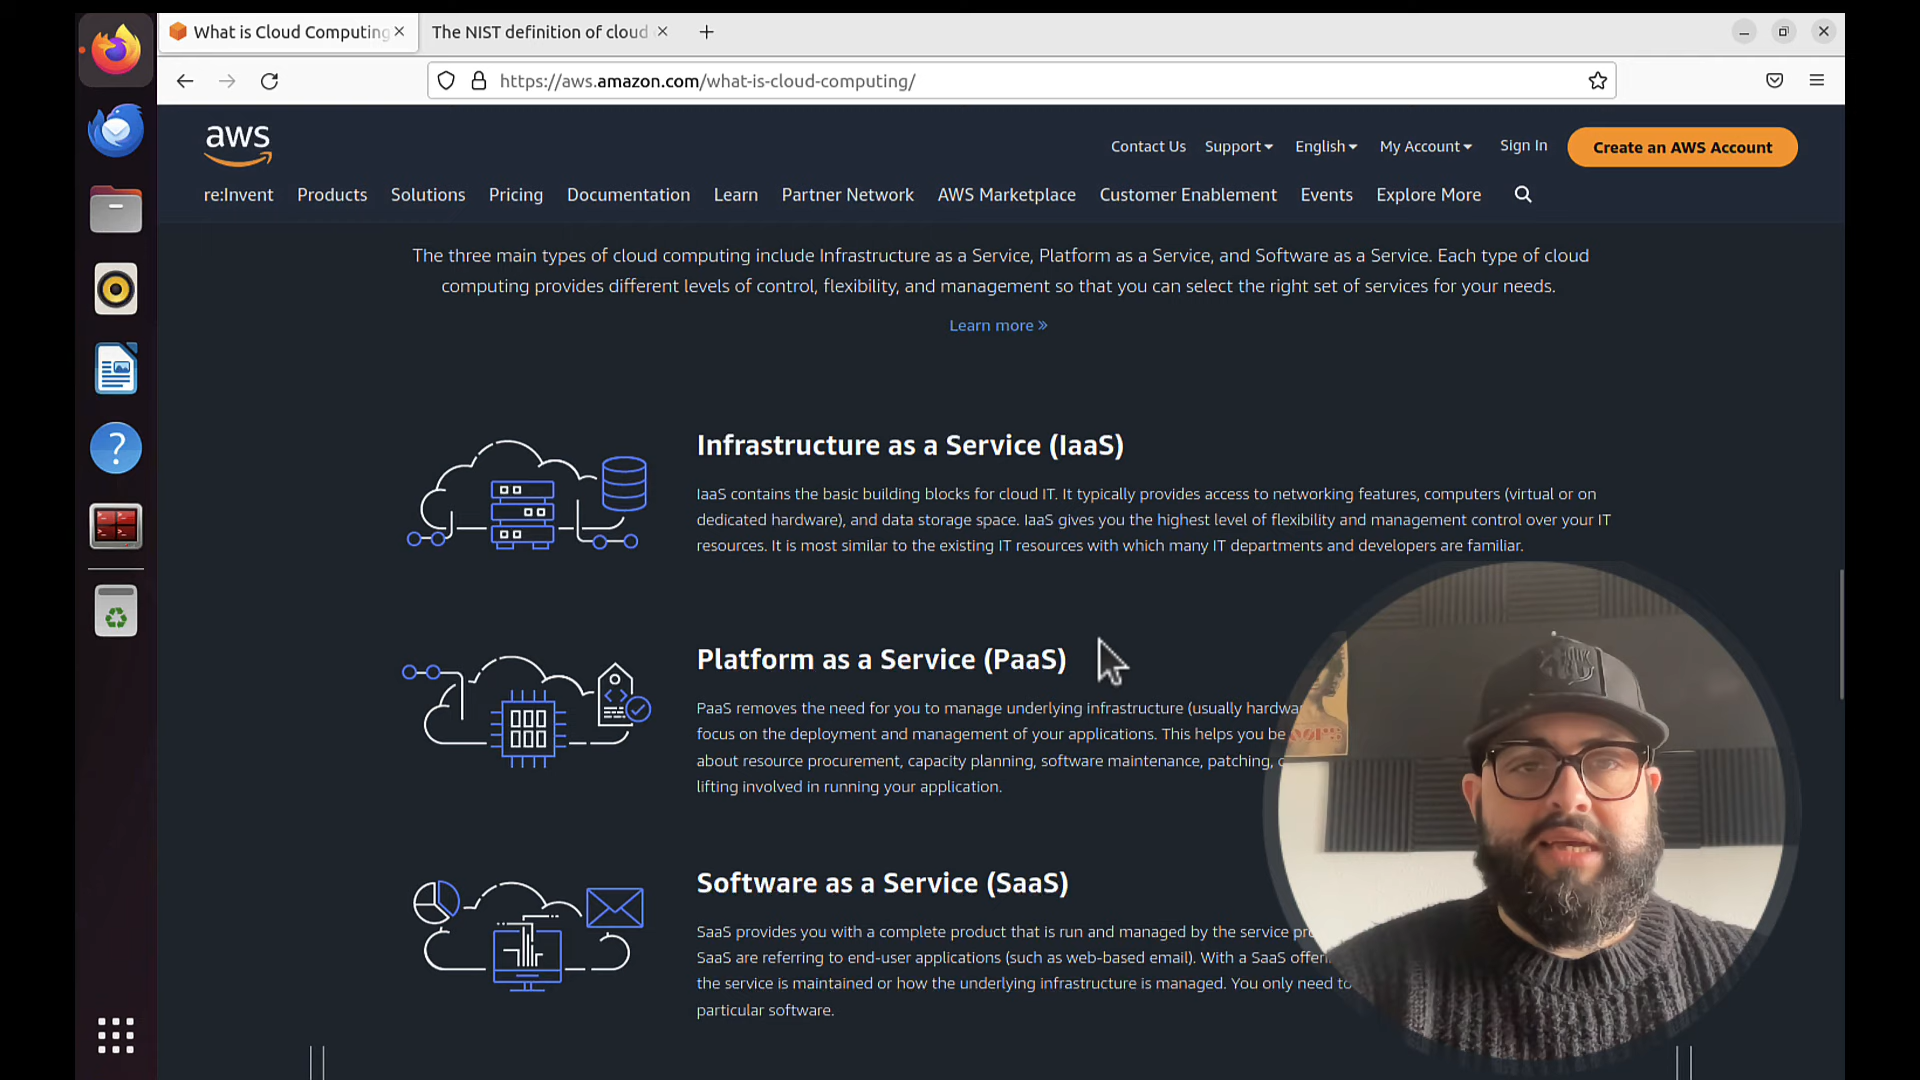 What is Cloud Computing
The NIST definition of cloud
https://aws.amazon.com/what-is-cloud-computing/
aws
Contact Us Support English My Account Sign In Create an AWS Account
re:Invent Products Solutions Pricing Documentation Learn Partner Network AWS Marketplace Customer Enablement Events Explore More
The three main types of cloud computing include Infrastructure as a Service, Platform as a Service, and Software as a Service. Each type of cloud
computing provides different levels of control, flexibility, and management so that you can select the right set of services for your needs.
Learn more »
Infrastructure as a Service (IaaS)
IaaS contains the basic building blocks for cloud IT. It typically provides access to networking features, computers (virtual or on
dedicated hardware), and data storage space. IaaS gives you the highest level of flexibility and management control over your IT
resources. It is most similar to the existing IT resources with which many IT departments and developers are familiar.
Platform as a Service (PaaS)
PaaS removes the need for you to manage underlying infrastructure (usually
focus on the deployment and management of your applications. This helps you be
about resource procurement, capacity planning, software maintenance, patching,
lifting involved in running your application.
Software as a Service (SaaS)
SaaS provides you with a complete product that is run and managed by the service
SaaS are referring to end-user applications (such as web-based email). With a SaaS
the service is maintained or how the underlying infrastructure is managed. You only need to
particular software.